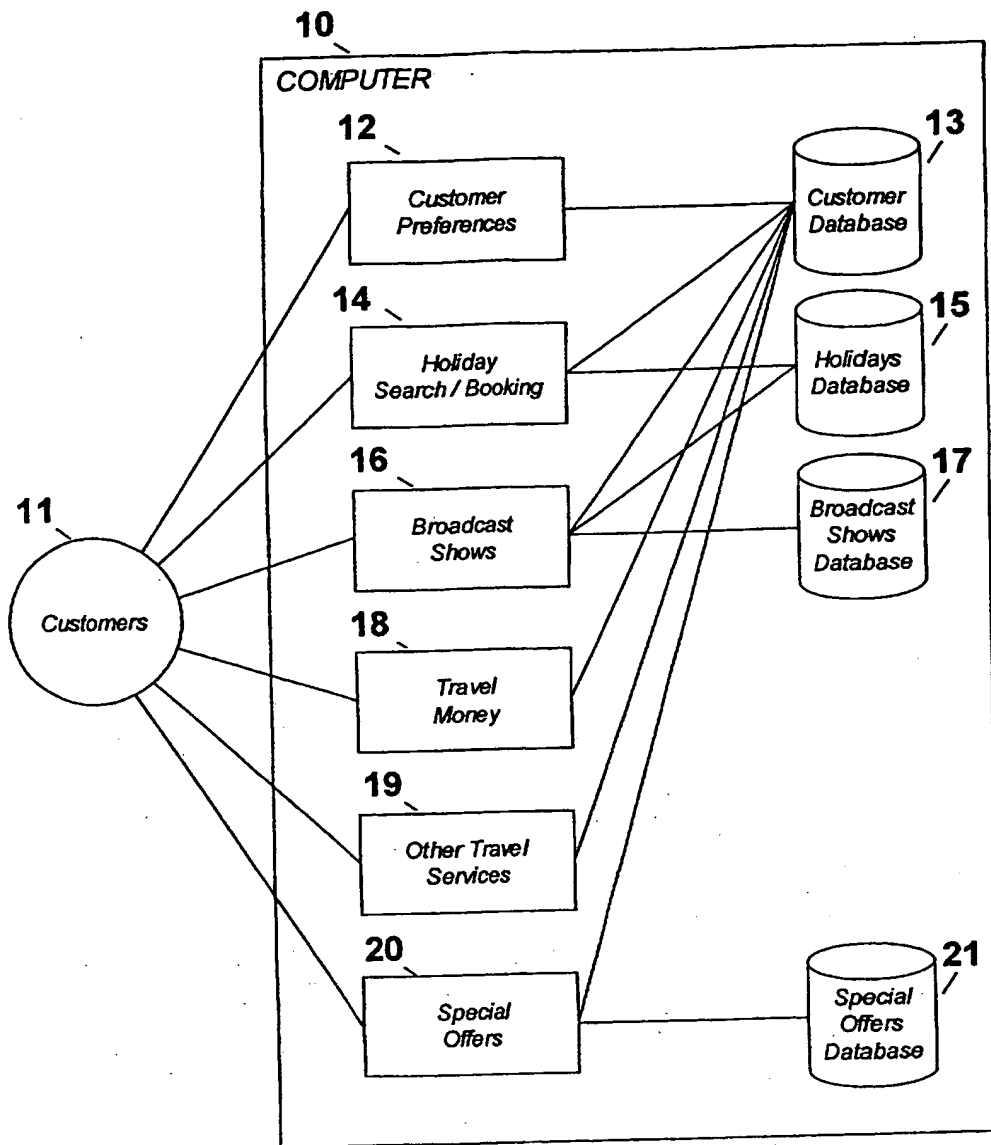 10
COMPUTER
12
Customer
Preferences
13
Customer
Database
14
Holiday
Search / Booking
15
Holidays
Database
16
Broadcast
Shows
17
Broadcast
Shows
Database
11
Customers
18
Travel
Money
19
Other Travel
Services
20
Special
Offers
21
Special
Offers
Database